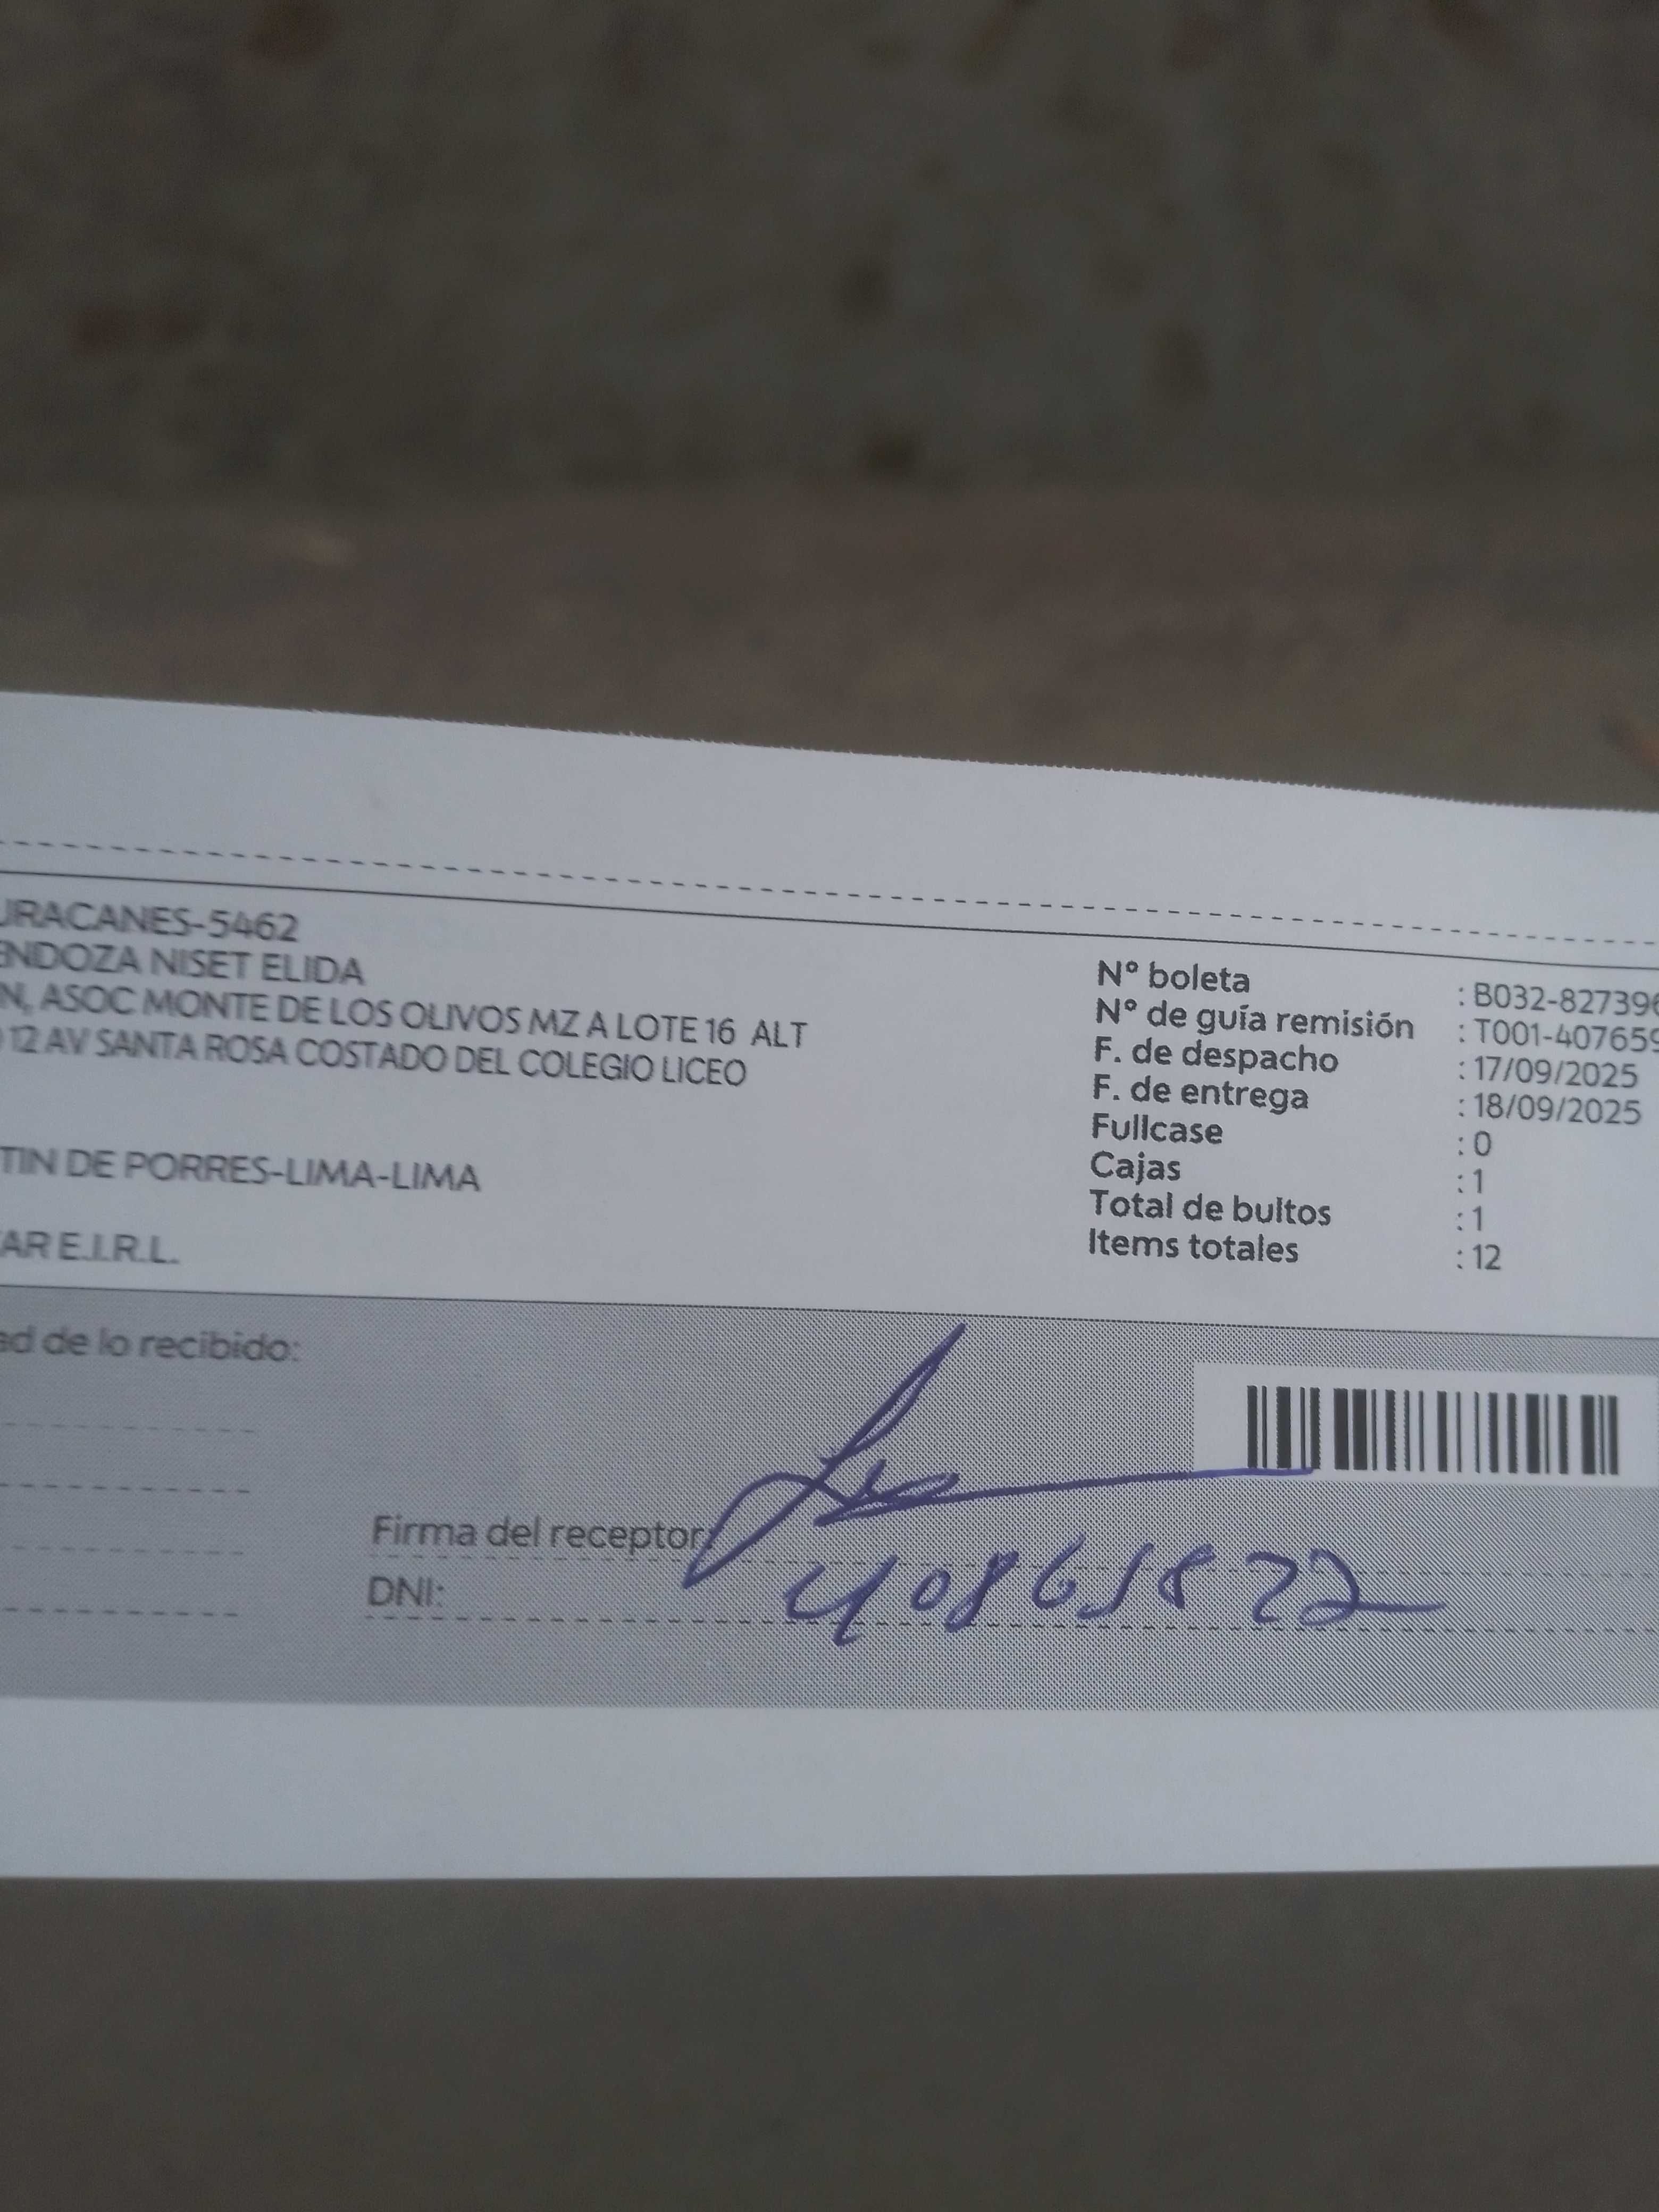 URACANES-5462
ENDOZA NISET ELIDA
N, ASOC MONTE DE LOS OLIVOS MZ A LOTE 16 ALT
12 AV SANTA ROSA COSTADO DEL COLEGIO LICEO
TIN DE PORRES-LIMA-LIMA
AR E.I.R.L.
N° boleta : B032-827396
N° de guía remisión : T001-407659
F. de despacho : 17/09/2025
F. de entrega : 18/09/2025
Fullcase : 0
Cajas : 1
Total de bultos : 1
Items totales : 12
ad de lo recibido:
Firma del receptor:
DNI: